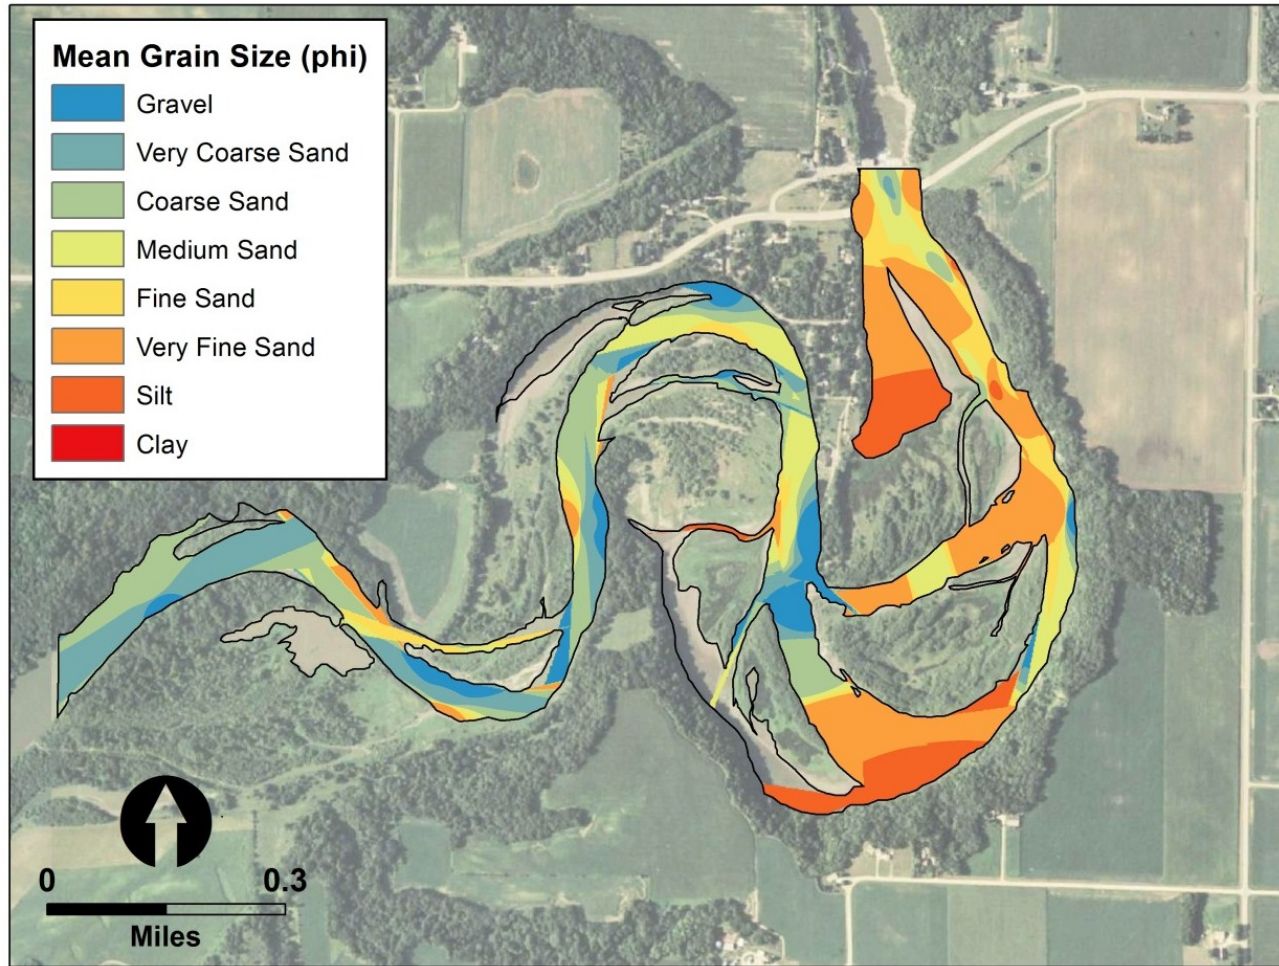 Mean Grain Size (phi)
Gravel
Very Coarse Sand
Coarse Sand
Medium Sand
Fine Sand
Very Fine Sand
Silt
Clay
0 0.3
Miles